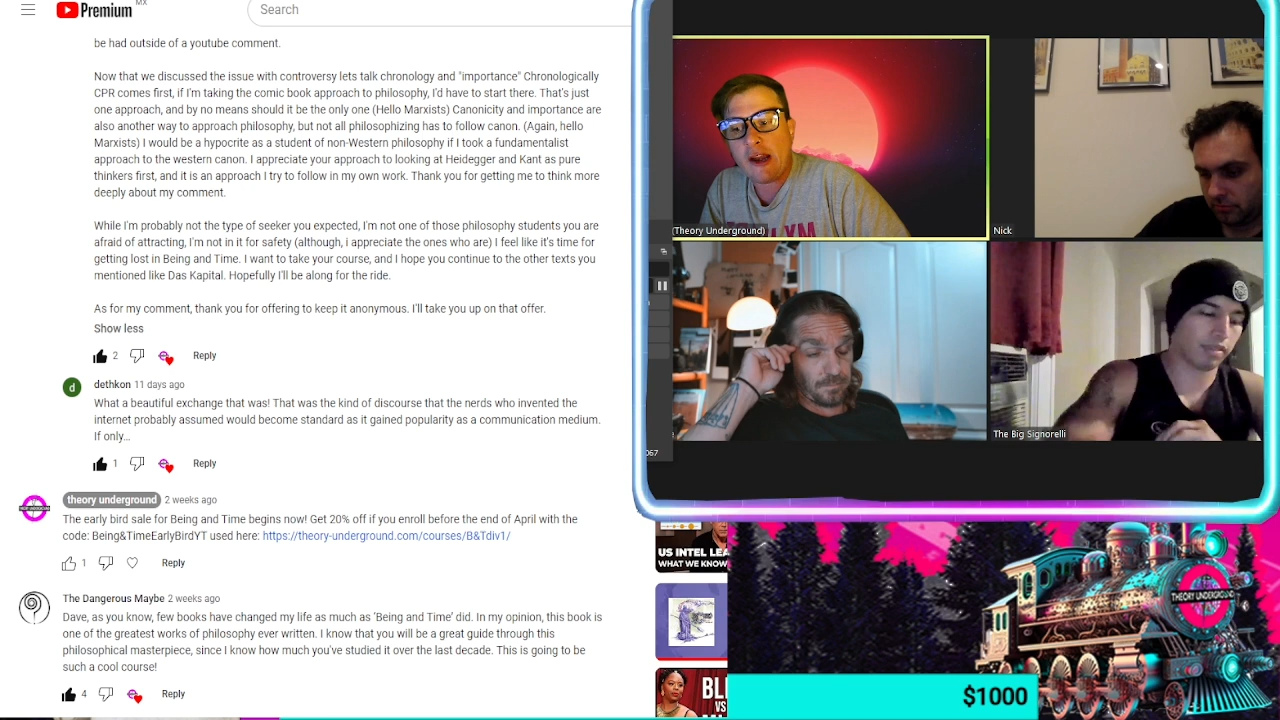 Premium MX
Search
be had outside of a youtube comment.
Now that we discussed the issue with controversy lets talk chronology and "importance" Chronologically
CPR comes first, if I'm taking the comic book approach to philosophy, I'd have to start there. That's just
one approach, and by no means should it be the only one (Hello Marxists) Canonicity and importance are
also another way to approach philosophy, but not all philosophizing has to follow canon. (Again, hello
Marxists) I would be a hypocrite as a student of non-Western philosophy if I took a fundamentalist
approach to the western canon. I appreciate your approach to looking at Heidegger and Kant as pure
thinkers first, and it is an approach I try to follow in my own work. Thank you for getting me to think more
deeply about my comment.
While I'm probably not the type of seeker you expected, I'm not one of those philosophy students you are
afraid of attracting, I'm not in it for safety (although, i appreciate the ones who are) I feel like it's time for
getting lost in Being and Time. I want to take your course, and I hope you continue to the other texts you
mentioned like Das Kapital. Hopefully I'll be along for the ride.
As for my comment, thank you for offering to keep it anonymous. I'll take you up on that offer.
Show less
2 Reply
d
dethkon 11 days ago
What a beautiful exchange that was! That was the kind of discourse that the nerds who invented the
internet probably assumed would become standard as it gained popularity as a communication medium.
If only...
1 Reply
theory underground 2 weeks ago
The early bird sale for Being and Time begins now! Get 20% off if you enroll before the end of April with the
code: Being&TimeEarlyBirdYT used here: https://theory-underground.com/courses/B&Tdiv1/
1 Reply
The Dangerous Maybe 2 weeks ago
Dave, as you know, few books have changed my life as much as 'Being and Time' did. In my opinion, this book is
one of the greatest works of philosophy ever written. I know that you will be a great guide through this
philosophical masterpiece, since I know how much you've studied it over the last decade. This is going to be
such a cool course!
4 Reply
(Theory Underground)
Nick
The Big Signorelli
067
US INTEL LEA
WHAT WE KNOW
BL
VS
THEORY UNDERGROUND
$1000